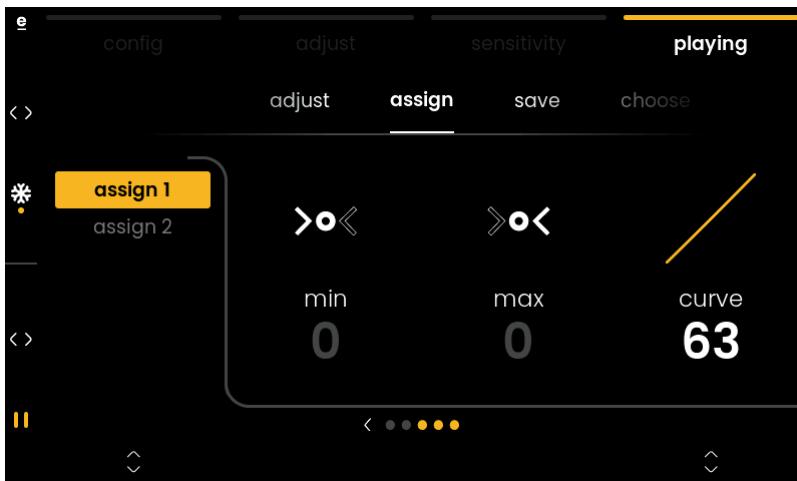 e
config adjust sensitivity playing
adjust assign save choose
assign 1
assign 2
min max curve
0 0 63